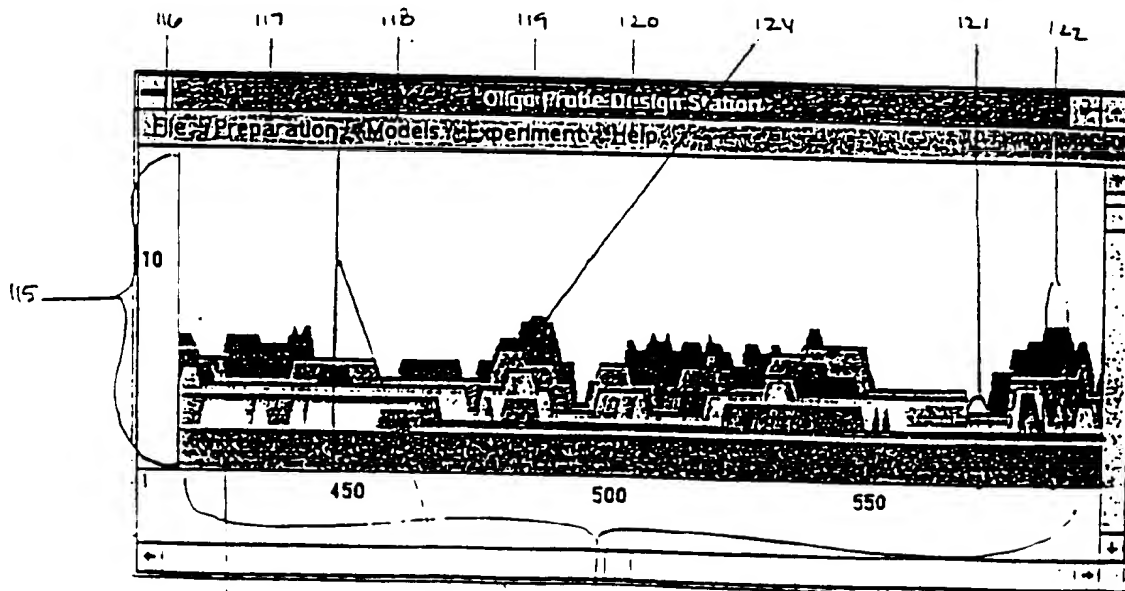 116 117 118 119 120 124 121 122
Oligo Probe Design Station
File Preparation Models Experiment Help
10
115
1
450 500 550